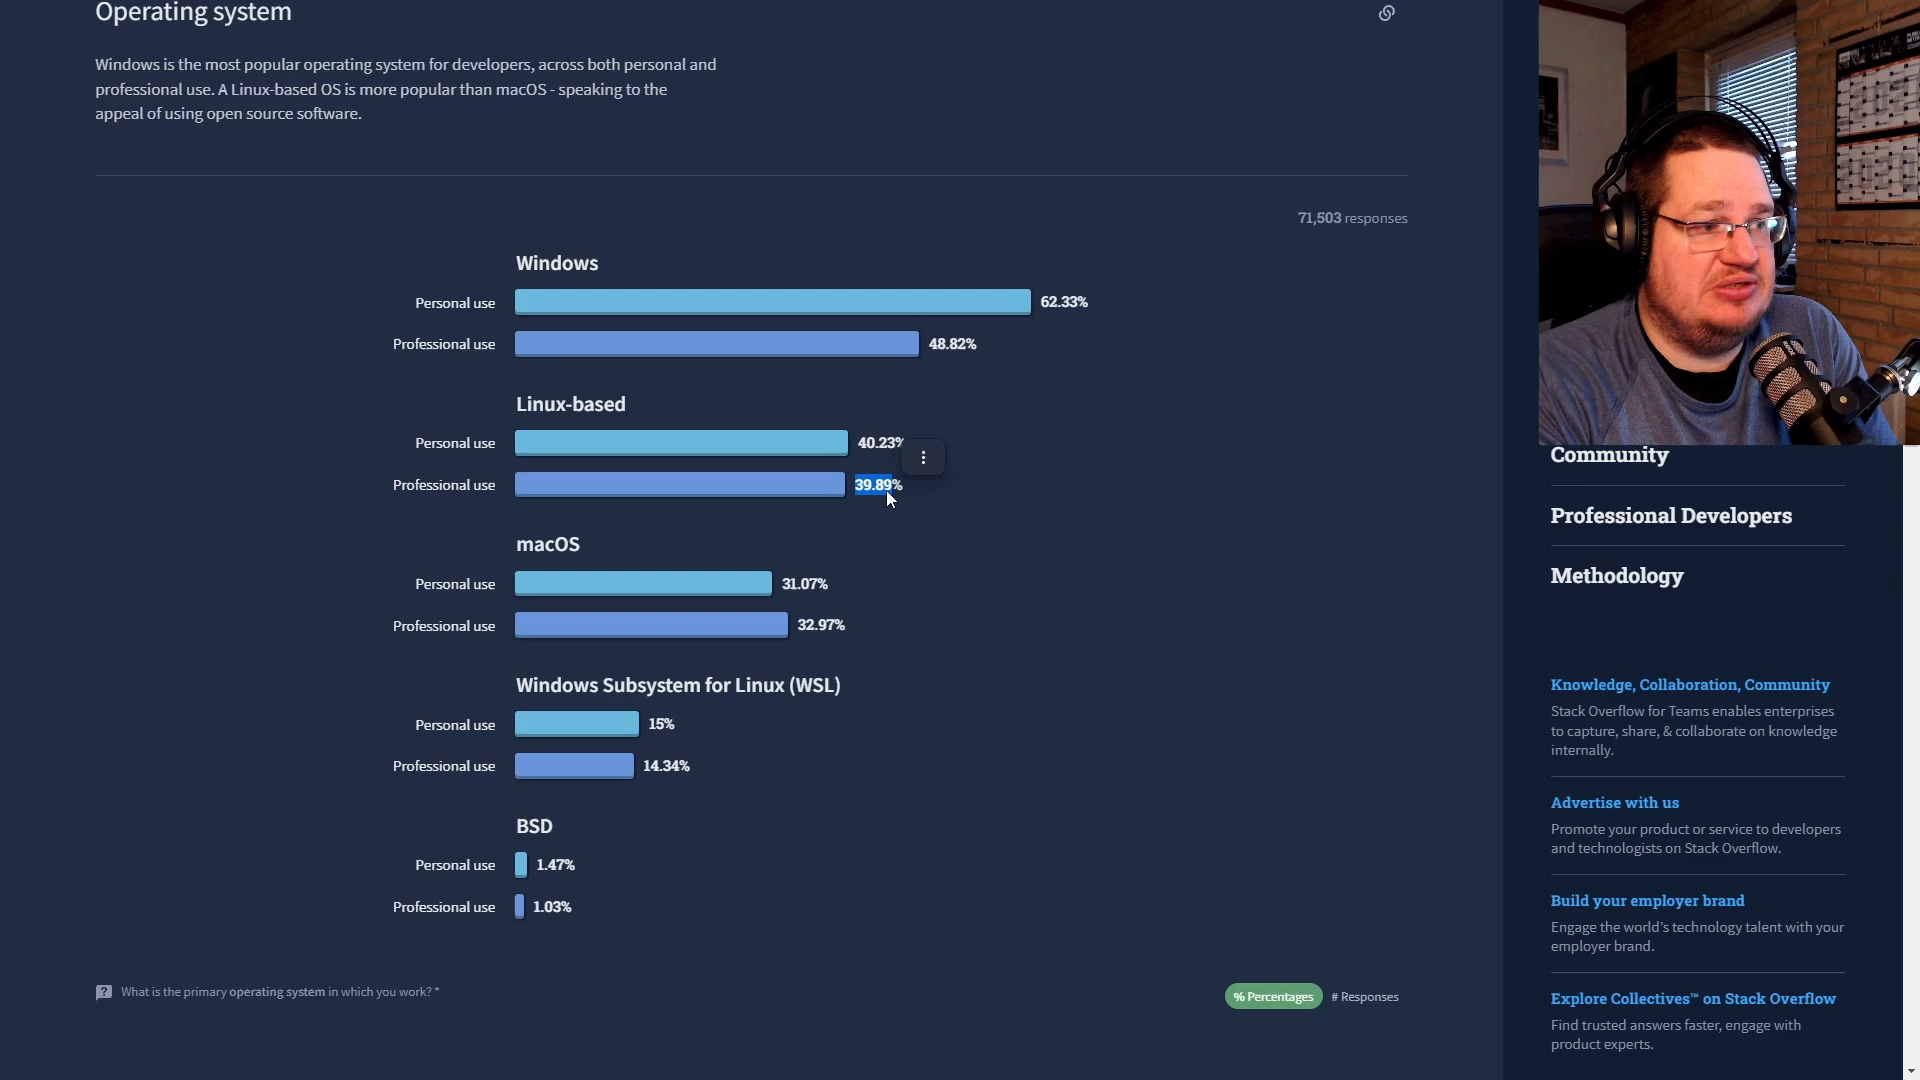 Operating system
Windows is the most popular operating system for developers, across both personal and
professional use. A Linux-based OS is more popular than macOS - speaking to the
appeal of using open source software.
71,503 responses
Windows
Personal use 62.33%
Professional use 48.82%
Linux-based
Personal use 40.23%
Professional use 39.89%
macOS
Personal use 31.07%
Professional use 32.97%
Windows Subsystem for Linux (WSL)
Personal use 15%
Professional use 14.34%
BSD
Personal use 1.47%
Professional use 1.03%
What is the primary operating system in which you work? *
% Percentages # Responses
Community
Professional Developers
Methodology
Knowledge, Collaboration, Community
Stack Overflow for Teams enables enterprises
to capture, share, & collaborate on knowledge
internally.
Advertise with us
Promote your product or service to developers
and technologists on Stack Overflow.
Build your employer brand
Engage the world’s technology talent with your
employer brand.
Explore Collectives™ on Stack Overflow
Find trusted answers faster, engage with
product experts.